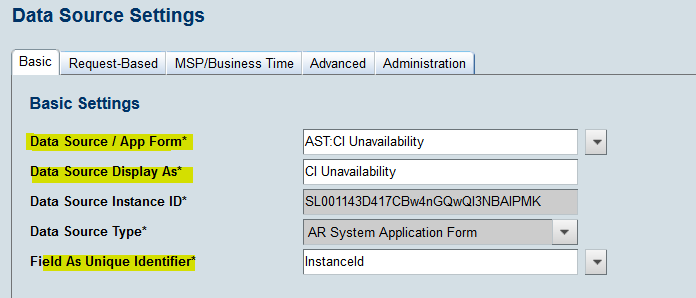 Data Source Settings
Basic Request-Based MSP/Business Time Advanced Administration
Basic Settings
Data Source / App Form* AST:CI Unavailability
Data Source Display As* CI Unavailability
Data Source Instance ID* SL001143D417CBw4nGQwQI3NBAIPMK
Data Source Type* AR System Application Form
Field As Unique Identifier* InstanceId